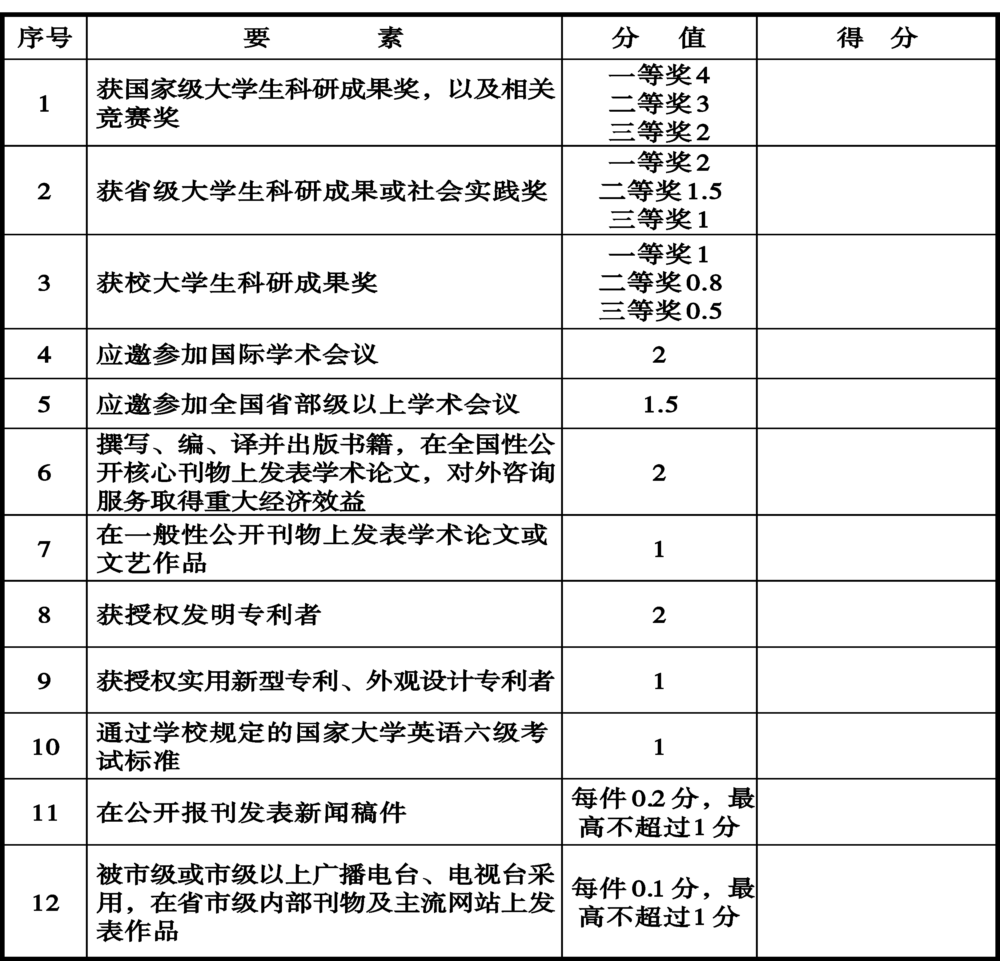 序号 要 素 分 值 得 分
1
获国家级大学生科研成果奖，以及相关
竞赛奖
一等奖4
二等奖3
三等奖2
2
获省级大学生科研成果或社会实践奖
一等奖2
二等奖1.5
三等奖1
3
获校大学生科研成果奖
一等奖1
二等奖0.8
三等奖0.5
4 应邀参加国际学术会议 2
5 应邀参加全国省部级以上学术会议 1.5
6
撰写、编、译并出版书籍，在全国性公
开核心刊物上发表学术论文，对外咨询
服务取得重大经济效益
2
7
在一般性公开刊物上发表学术论文或
文艺作品
1
8 获授权发明专利者 2
9 获授权实用新型专利、外观设计专利者 1
10
通过学校规定的国家大学英语六级考
试标准
1
11
在公开报刊发表新闻稿件
每件0.2分，最
高不超过1分
12
被市级或市级以上广播电台、电视台采
用，在省市级内部刊物及主流网站上发
表作品
每件0.1分，最
高不超过1分